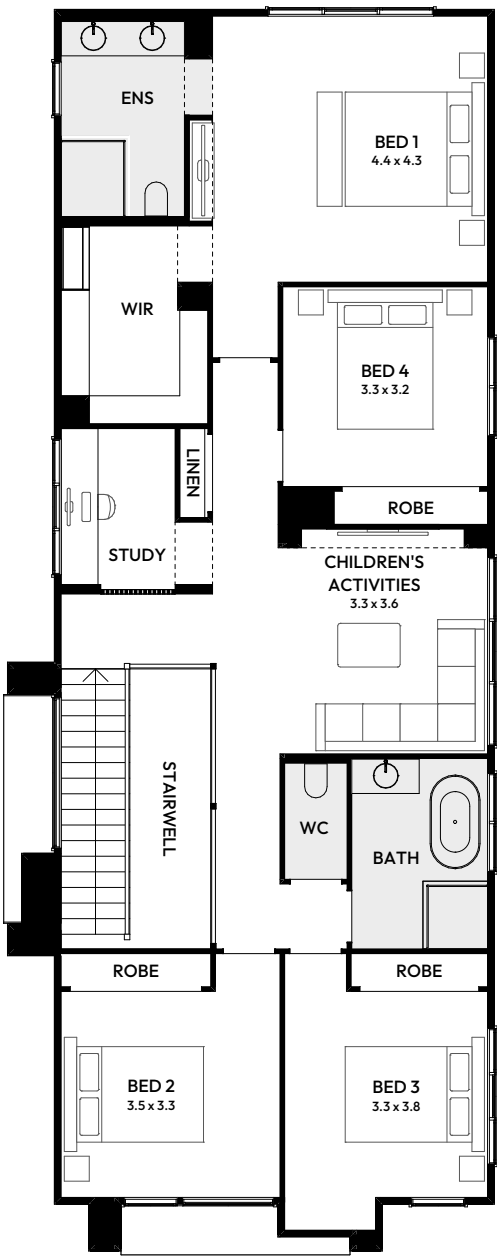 ENS
BED 1
4.4 x 4.3
WIR
BED 4
3.3 x 3.2
LINEN
ROBE
STUDY
CHILDREN'S
ACTIVITIES
3.3 x 3.6
STAIRWELL
WC
BATH
ROBE
ROBE
BED 2
3.5 x 3.3
BED 3
3.3 x 3.8